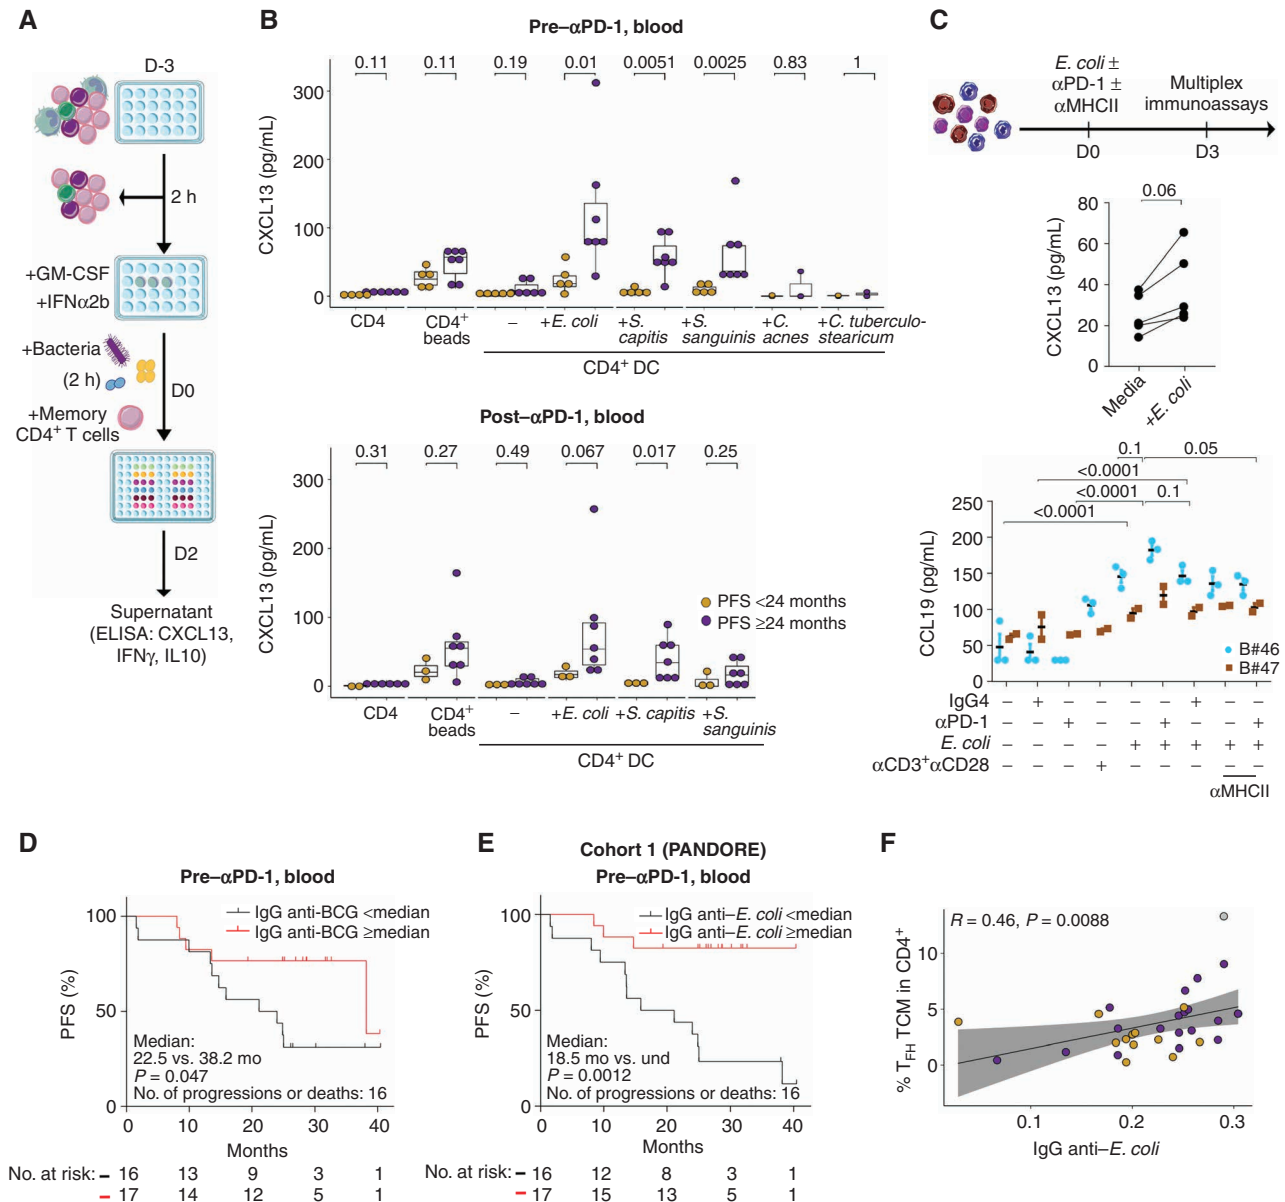 A
D-3
2 h
+GM-CSF
+IFNα2b
+Bacteria
(2 h)
D0
+Memory
CD4+ T cells
D2
Supernatant
(ELISA: CXCL13,
IFNγ, IL10)
B
Pre–αPD-1, blood
0.11 0.11 0.19 0.01 0.0051 0.0025 0.83 1
CXCL13 (pg/mL)
300
200
100
0
CD4 CD4+ beads – +E. coli +S. capitis +S. sanguinis +C. acnes +C. tuberculo-stearicum
CD4+ DC
Post–αPD-1, blood
0.31 0.27 0.49 0.067 0.017 0.25
CXCL13 (pg/mL)
300
200
100
0
PFS <24 months
PFS ≥24 months
CD4 CD4+ beads – +E. coli +S. capitis +S. sanguinis
CD4+ DC
C
E. coli ±
αPD-1 ±
αMHCII
Multiplex
immunoassays
D0 D3
0.06
CXCL13 (pg/mL)
80
60
40
20
0
Media +E. coli
0.1 0.05
<0.0001
<0.0001 0.1
<0.0001
CCL19 (pg/mL)
250
200
150
100
50
0
B#46
B#47
IgG4 – + – – – – + – –
αPD-1 – – + – – + – – +
E. coli – – – – + + + + +
αCD3+αCD28 – – – + – – – – –
αMHCII
D
Pre–αPD-1, blood
IgG anti-BCG <median
IgG anti-BCG ≥median
PFS (%)
100
50
0
Median:
22.5 vs. 38.2 mo
P = 0.047
No. of progressions or deaths: 16
0 10 20 30 40
Months
No. at risk: – 16 13 9 3 1
– 17 14 12 5 1
E
Cohort 1 (PANDORE)
Pre–αPD-1, blood
IgG anti–E. coli <median
IgG anti–E. coli ≥median
PFS (%)
100
50
0
Median:
18.5 mo vs. und
P = 0.0012
No. of progressions or deaths: 16
0 10 20 30 40
Months
No. at risk: – 16 12 8 3 1
– 17 15 13 5 1
F
R = 0.46, P = 0.0088
% TFH TCM in CD4+
10
5
0
0.1 0.2 0.3
IgG anti–E. coli